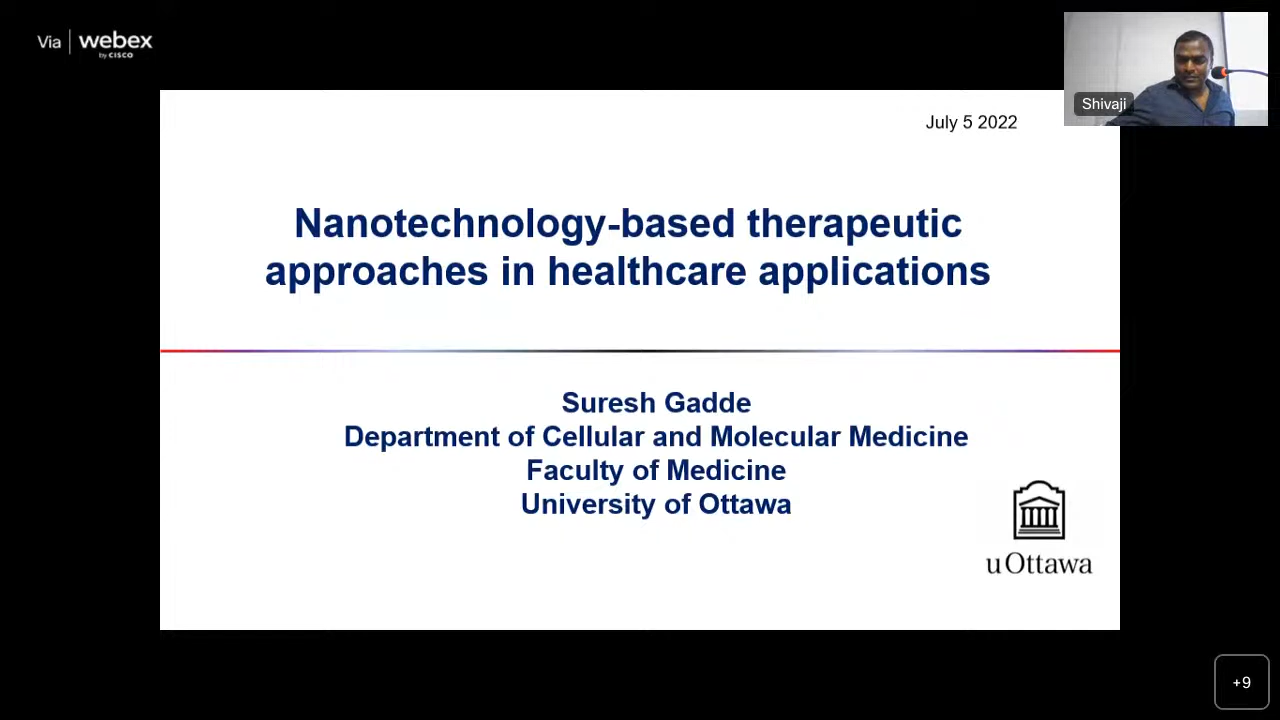 Via webex
by CISCO
Shivaji
July 5 2022
Nanotechnology-based therapeutic
approaches in healthcare applications
Suresh Gadde
Department of Cellular and Molecular Medicine
Faculty of Medicine
University of Ottawa
uOttawa
+9